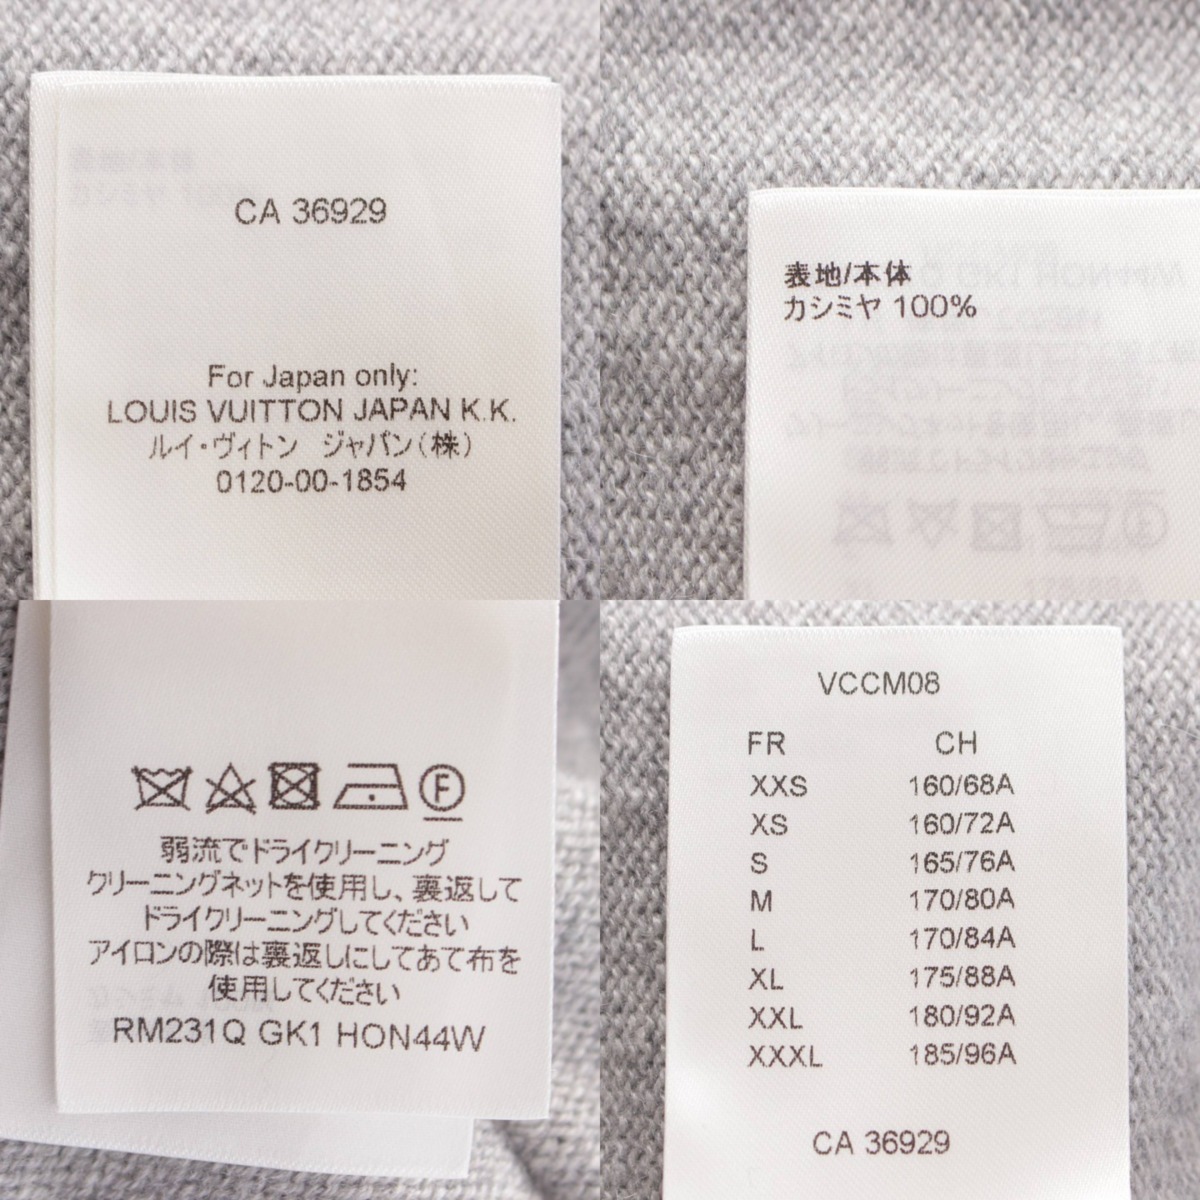 CA 36929
For Japan only:
LOUIS VUITTON JAPAN K.K.
ルイ・ヴィトン ジャパン(株)
0120-00-1854
表地/本体
カシミヤ 100%
F
弱流でドライクリーニング
クリーニングネットを使用し、裏返して
ドライクリーニングしてください
アイロンの際は裏返しにしてあて布を
使用してください
RM231Q GK1 HON44W
VCCM08
FR CH
XXS 160/68A
XS 160/72A
S 165/76A
M 170/80A
L 170/84A
XL 175/88A
XXL 180/92A
XXXL 185/96A
CA 36929